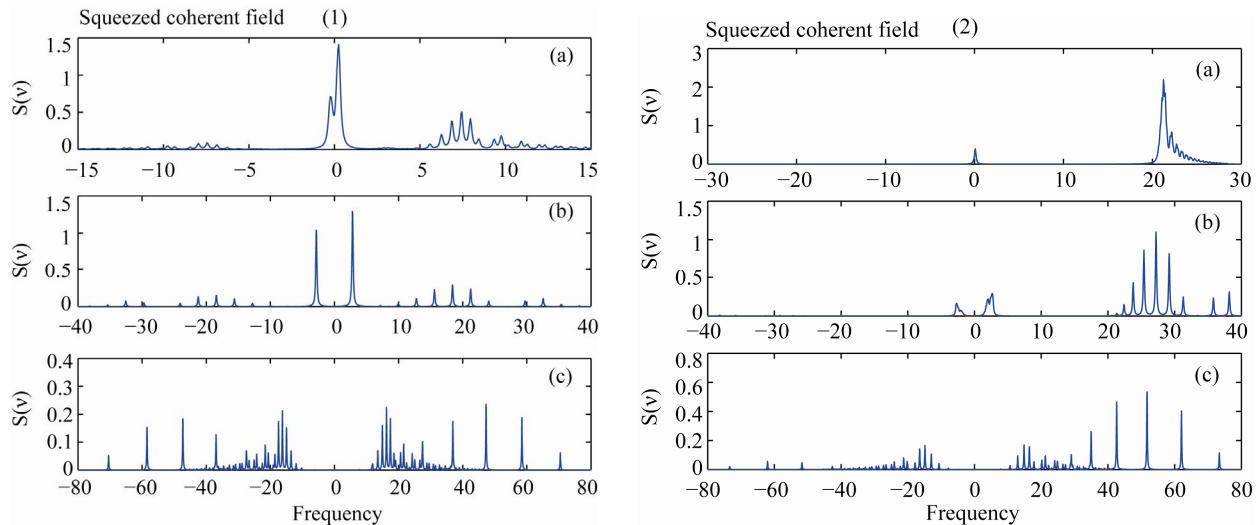 Squeezed coherent field (1)
(a)
S(ν)
1.5
1
0.5
0
−15 −10 −5 0 5 10 15
(b)
S(ν)
1.5
1
0.5
0
−40 −30 −20 −10 0 10 20 30 40
(c)
S(ν)
0.4
0.3
0.2
0.1
0
−80 −60 −40 −20 0 20 40 60 80
Frequency
Squeezed coherent field (2)
(a)
S(ν)
3
2
1
0
−30 −20 −10 0 10 20 30
(b)
S(ν)
1.5
1
0.5
0
−40 −30 −20 −10 0 10 20 30 40
(c)
S(ν)
0.8
0.6
0.4
0.2
0
−80 −60 −40 −20 0 20 40 60 80
Frequency